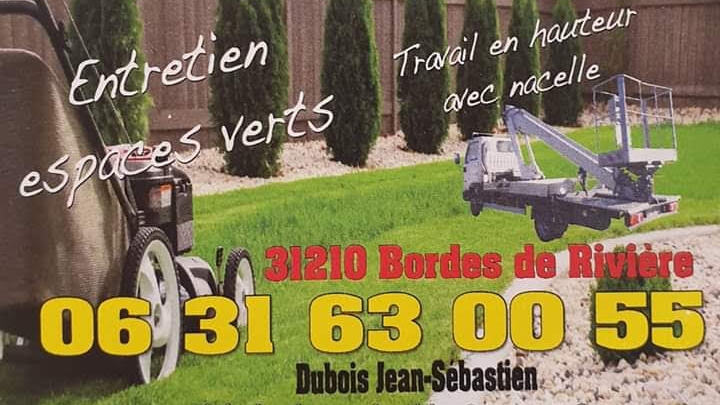 Entretien
espaces verts
Travail en hauteur
avec nacelle
31210 Bordes de Rivière
06 31 63 00 55
Dubois Jean-Sébastien